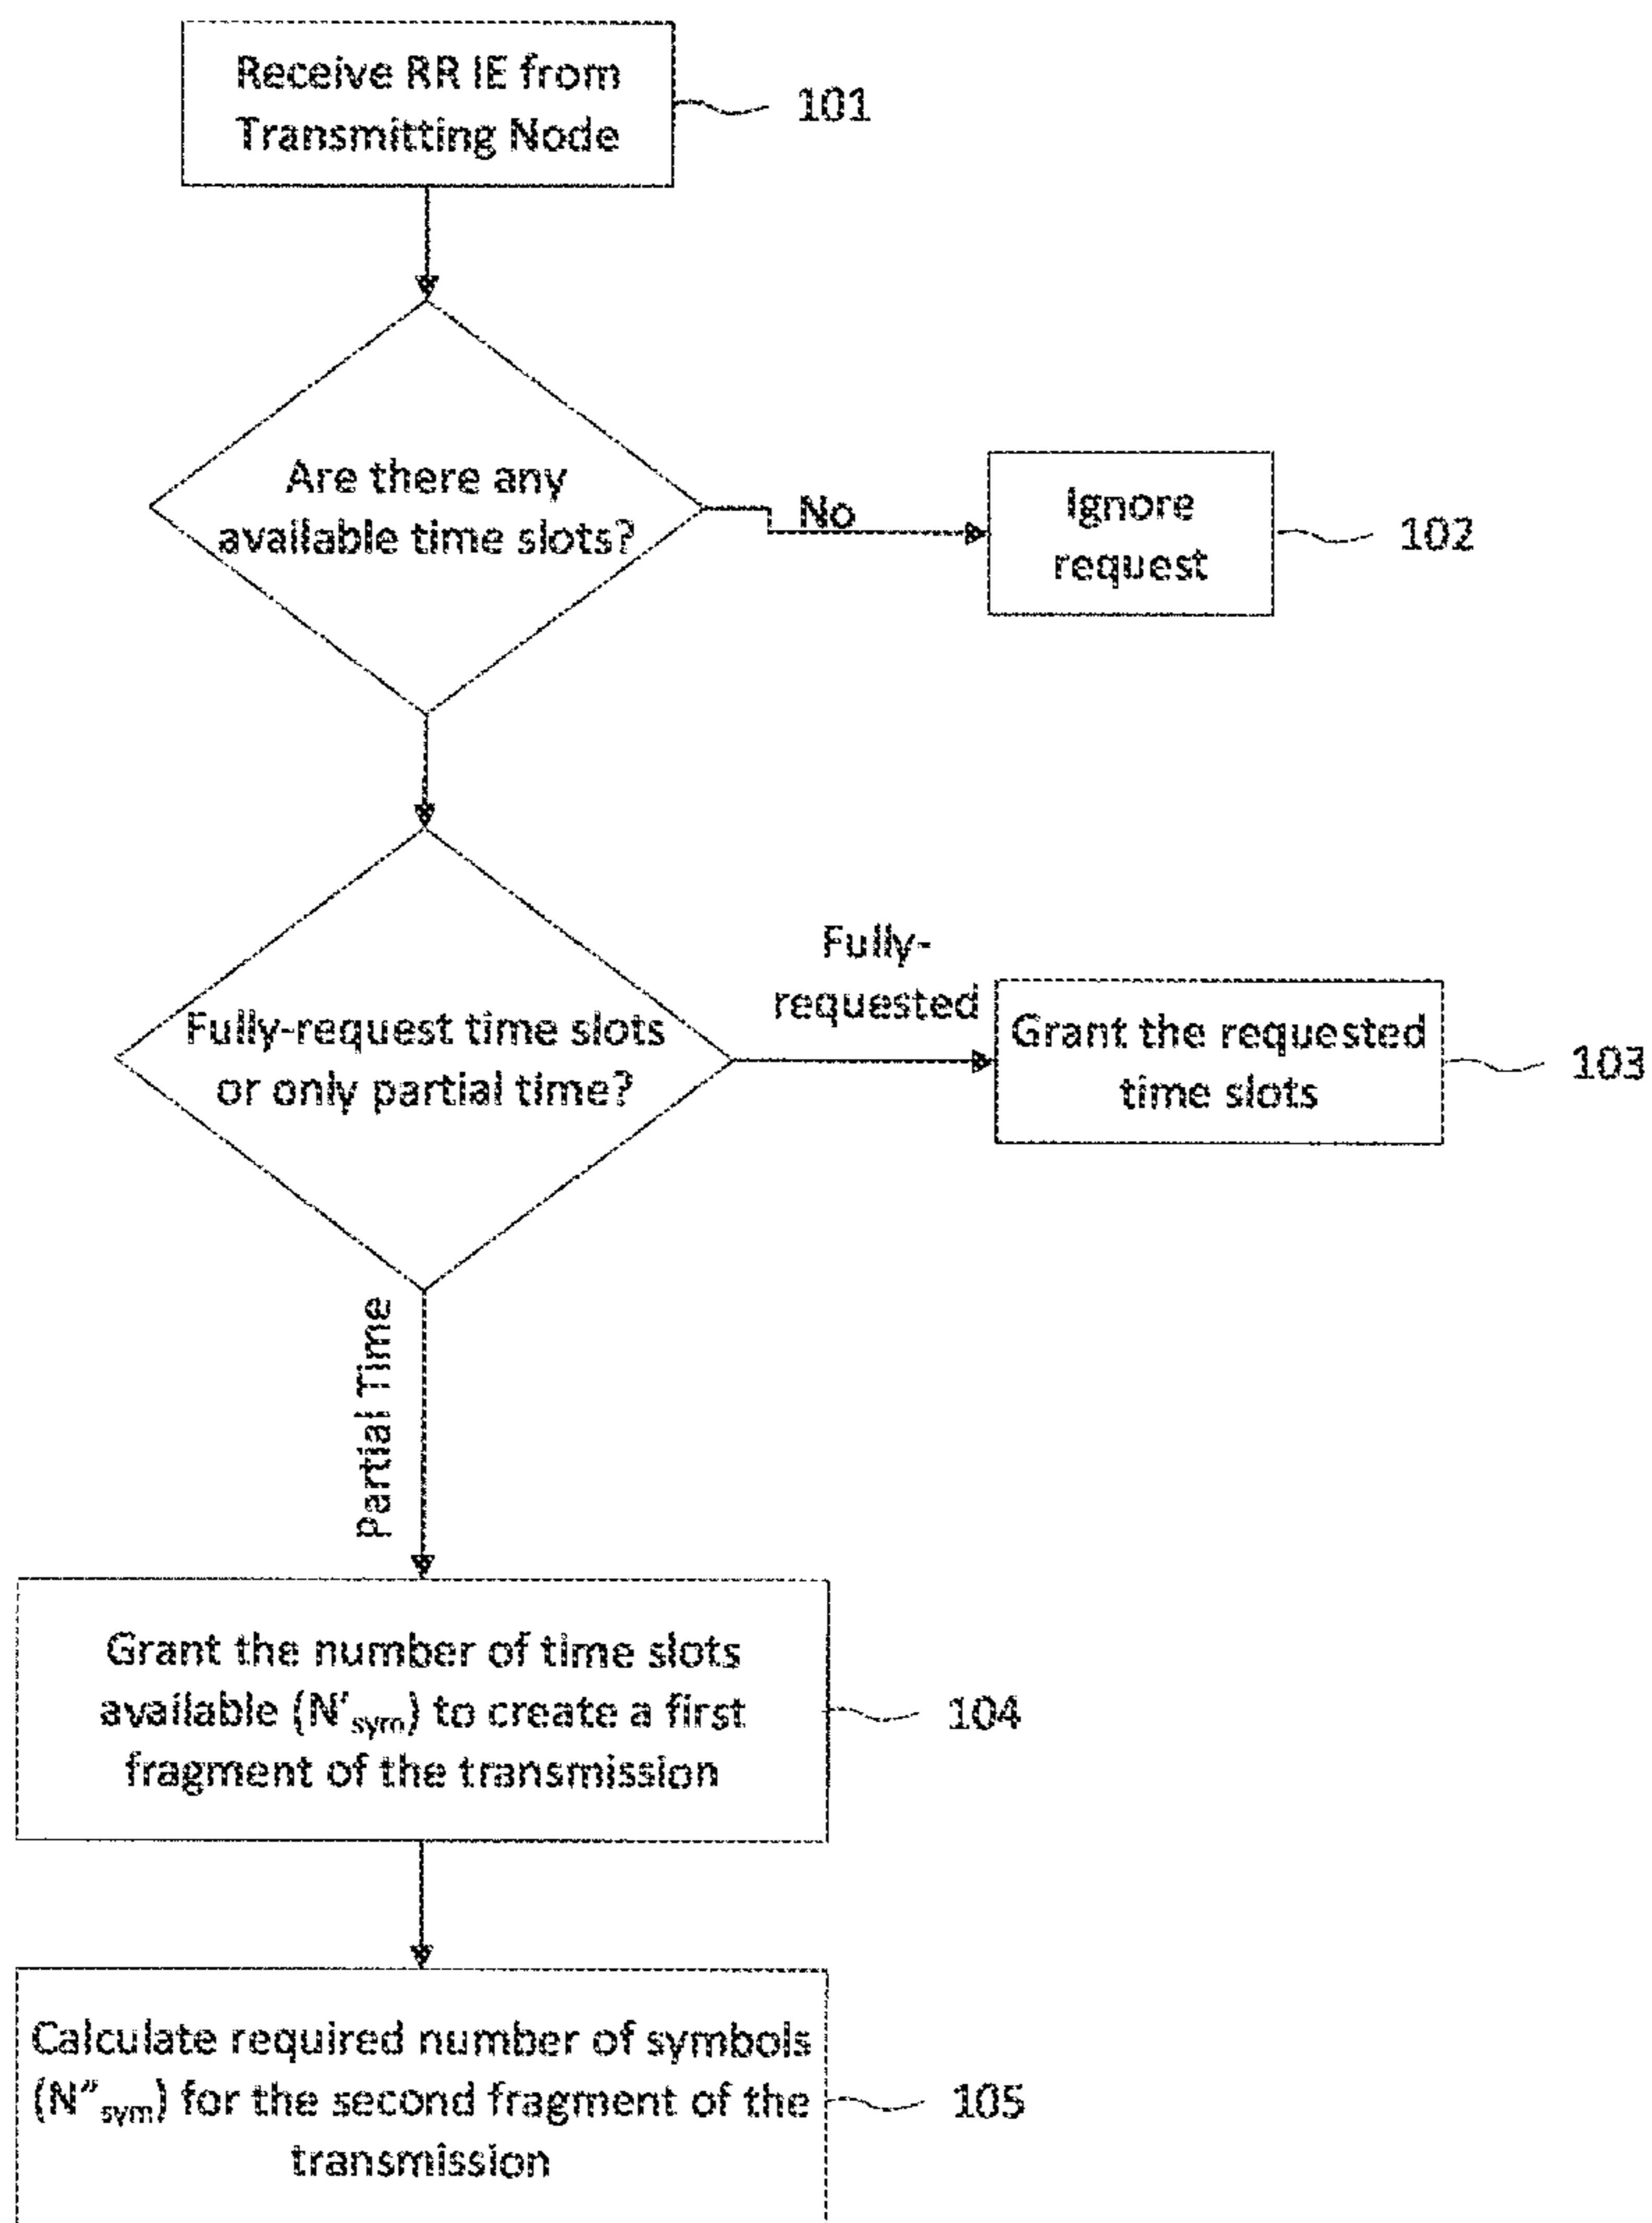 Receive RR IE from
Transmitting Node
101
Are there any
available time slots?
No
Ignore
request
102
Fully-request time slots
or only partial time?
Fully-
requested
Grant the requested
time slots
103
Partial Time
Grant the number of time slots
available (N'sym) to create a first
fragment of the transmission
104
Calculate required number of symbols
(N"sym) for the second fragment of the
transmission
105